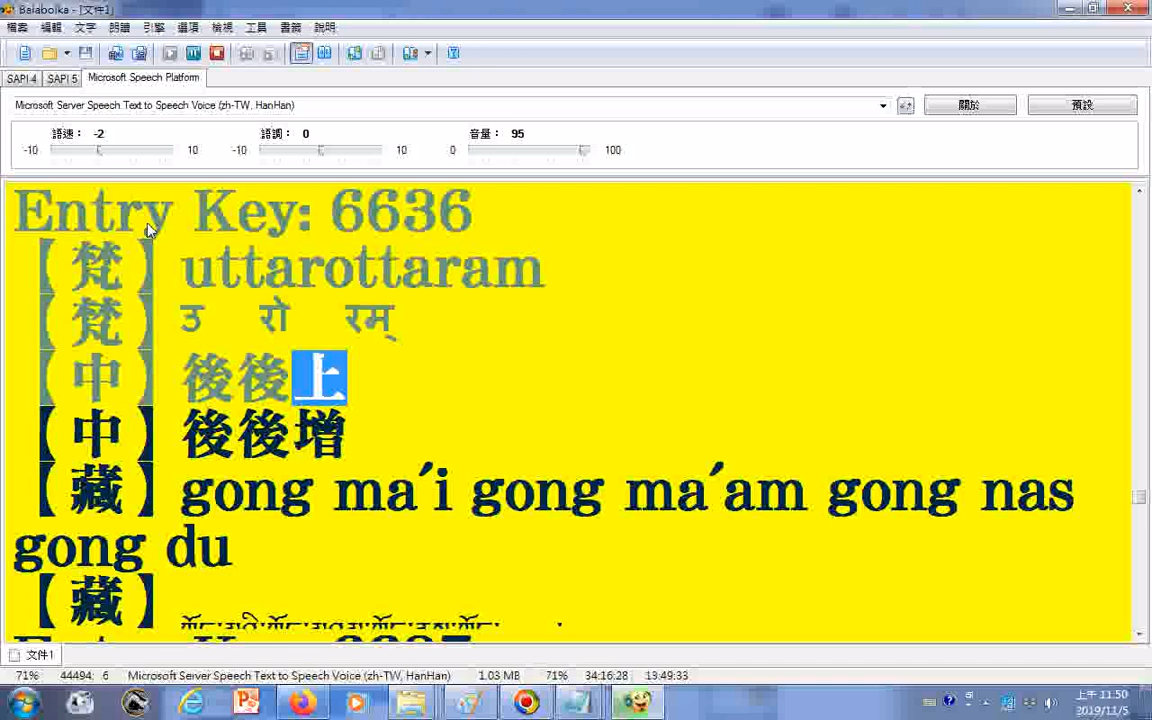 Balabolka - [文件1]
檔案 編輯 文字 朗讀 引擎 選項 檢視 工具 書籤 說明
SAPI 4 SAPI 5 Microsoft Speech Platform
Microsoft Server Speech Text to Speech Voice (zh-TW, HanHan) 關於 預設
語速： -2 語調： 0 音量： 95
-10 10 -10 10 0 100
Entry Key: 6636
【梵】 uttarottaram
【梵】 उ रो रम्
【中】 後後上
【中】 後後增
【藏】 gong ma'i gong ma'am gong nas
gong du
【藏】
文件1
71% 44494: 6 Microsoft Server Speech Text to Speech Voice (zh-TW, HanHan) 1.03 MB 71% 34:16:28 13:49:33
上午 11:50
2019/11/5